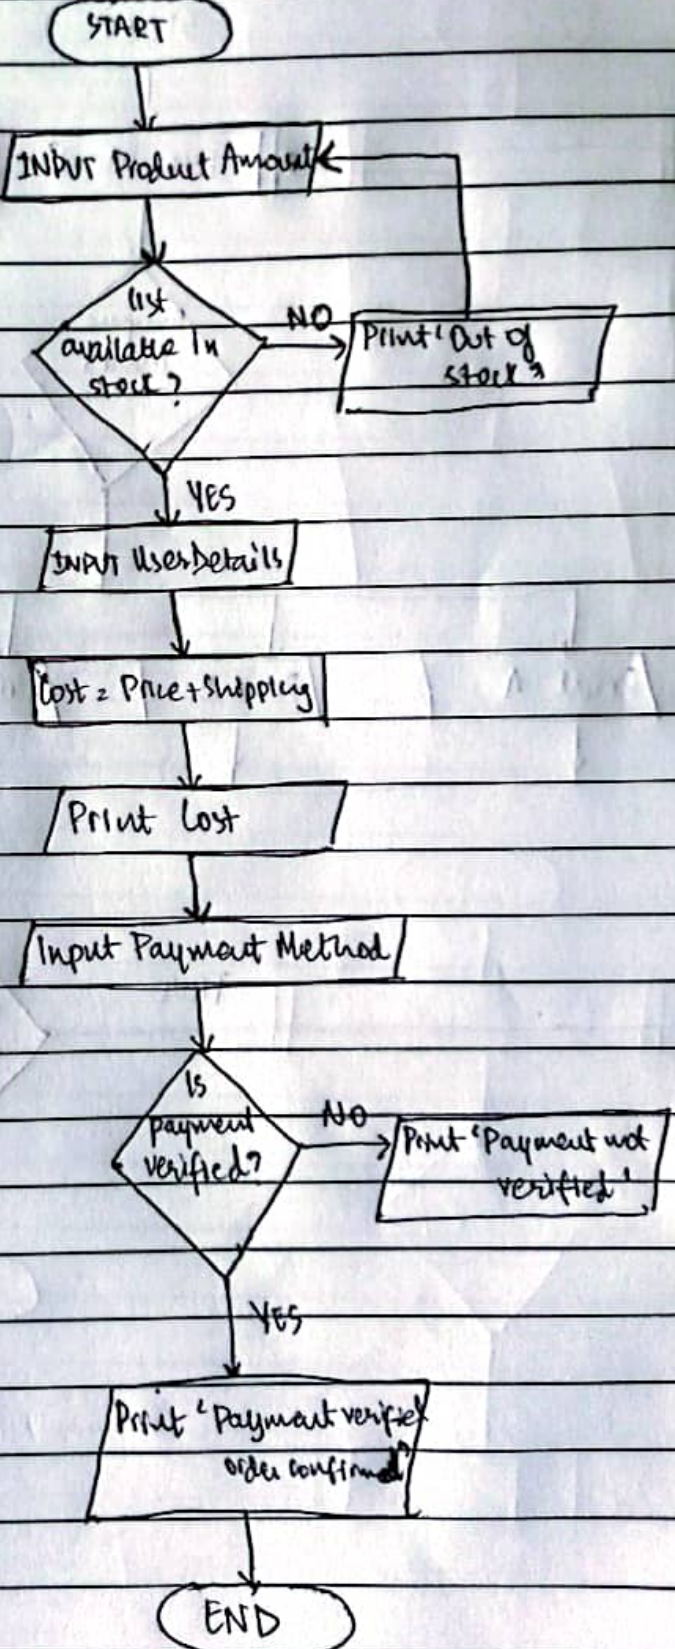 START
INPUT Product Amount
list
available in
stock?
NO
Print 'Out of
stock'
YES
INPUT UserDetails
Cost = Price + Shipping
Print Cost
Input Payment Method
Is
payment
verified?
NO
Print 'Payment not
verified'
YES
Print 'Payment verified
order confirmed'
END